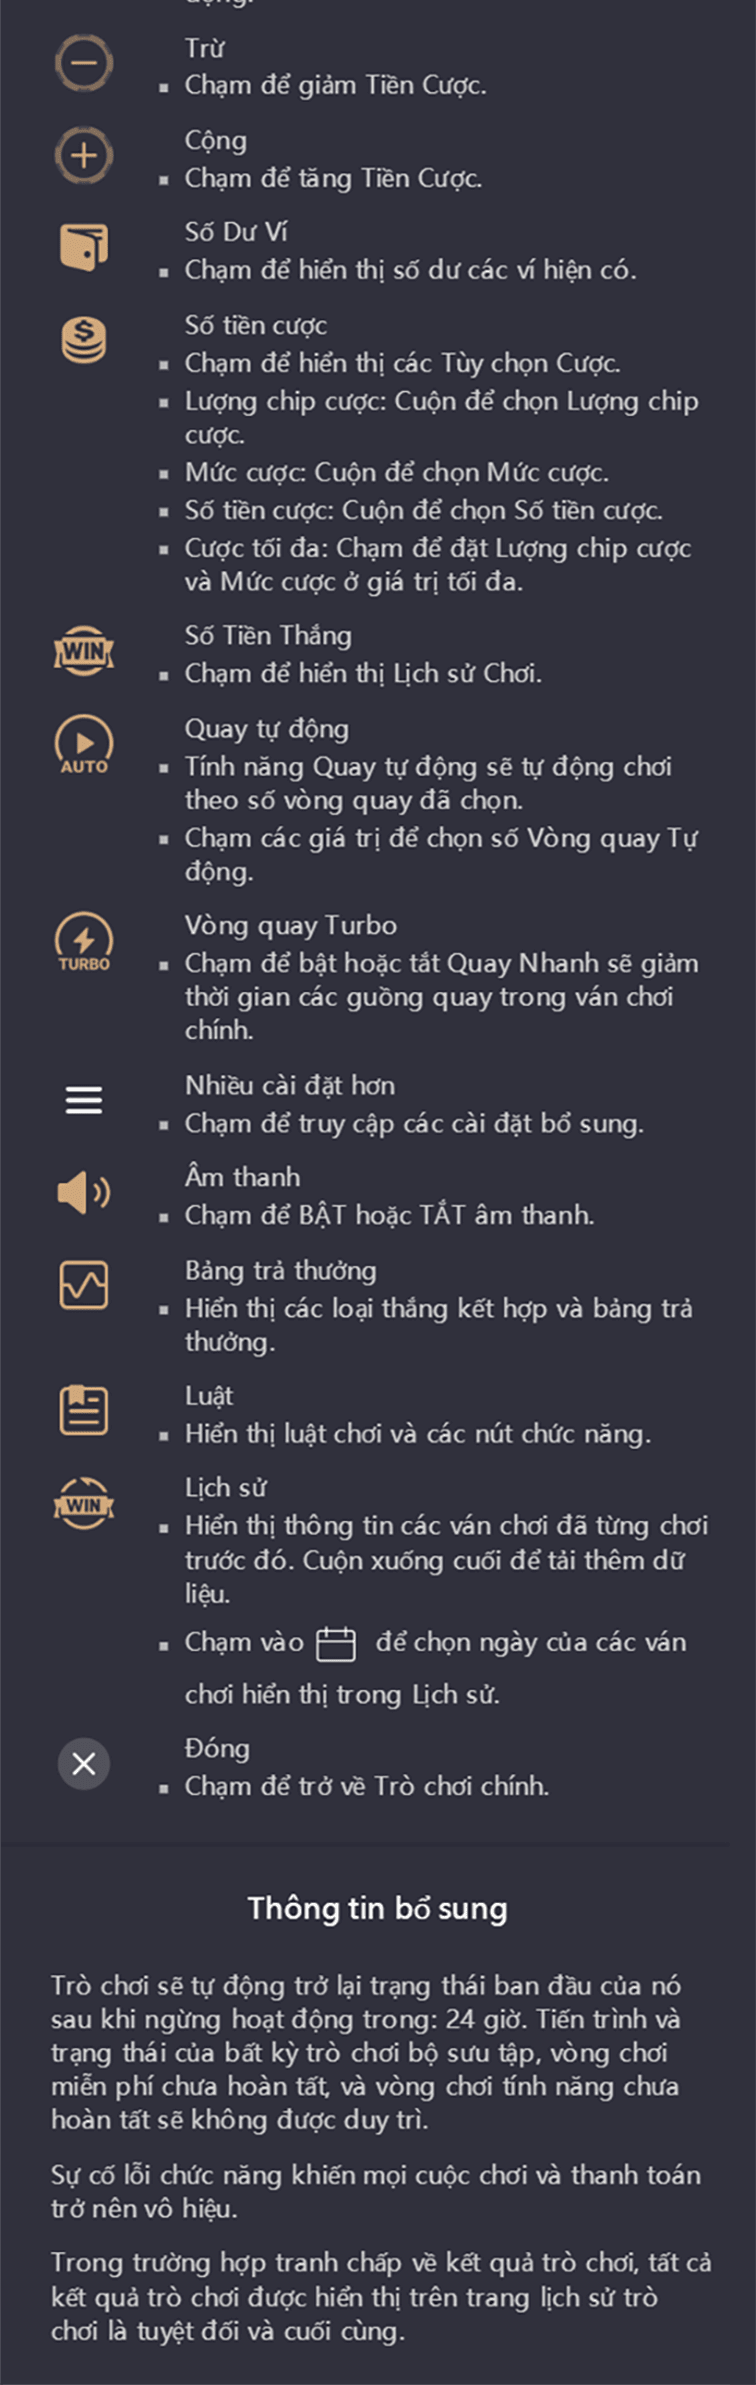 động.
Trừ
▪ Chạm để giảm Tiền Cược.
Cộng
▪ Chạm để tăng Tiền Cược.
Số Dư Ví
▪ Chạm để hiển thị số dư các ví hiện có.
Số tiền cược
▪ Chạm để hiển thị các Tùy chọn Cược.
▪ Lượng chip cược: Cuộn để chọn Lượng chip
cược.
▪ Mức cược: Cuộn để chọn Mức cược.
▪ Số tiền cược: Cuộn để chọn Số tiền cược.
▪ Cược tối đa: Chạm để đặt Lượng chip cược
và Mức cược ở giá trị tối đa.
WIN
Số Tiền Thắng
▪ Chạm để hiển thị Lịch sử Chơi.
AUTO
Quay tự động
▪ Tính năng Quay tự động sẽ tự động chơi
theo số vòng quay đã chọn.
▪ Chạm các giá trị để chọn số Vòng quay Tự
động.
TURBO
Vòng quay Turbo
▪ Chạm để bật hoặc tắt Quay Nhanh sẽ giảm
thời gian các guồng quay trong ván chơi
chính.
Nhiều cài đặt hơn
▪ Chạm để truy cập các cài đặt bổ sung.
Âm thanh
▪ Chạm để BẬT hoặc TẮT âm thanh.
Bảng trả thưởng
▪ Hiển thị các loại thắng kết hợp và bảng trả
thưởng.
Luật
▪ Hiển thị luật chơi và các nút chức năng.
WIN
Lịch sử
▪ Hiển thị thông tin các ván chơi đã từng chơi
trước đó. Cuộn xuống cuối để tải thêm dữ
liệu.
▪ Chạm vào để chọn ngày của các ván
chơi hiển thị trong Lịch sử.
Đóng
▪ Chạm để trở về Trò chơi chính.
Thông tin bổ sung
Trò chơi sẽ tự động trở lại trạng thái ban đầu của nó
sau khi ngừng hoạt động trong: 24 giờ. Tiến trình và
trạng thái của bất kỳ trò chơi bộ sưu tập, vòng chơi
miễn phí chưa hoàn tất, và vòng chơi tính năng chưa
hoàn tất sẽ không được duy trì.
Sự cố lỗi chức năng khiến mọi cuộc chơi và thanh toán
trở nên vô hiệu.
Trong trường hợp tranh chấp về kết quả trò chơi, tất cả
kết quả trò chơi được hiển thị trên trang lịch sử trò
chơi là tuyệt đối và cuối cùng.